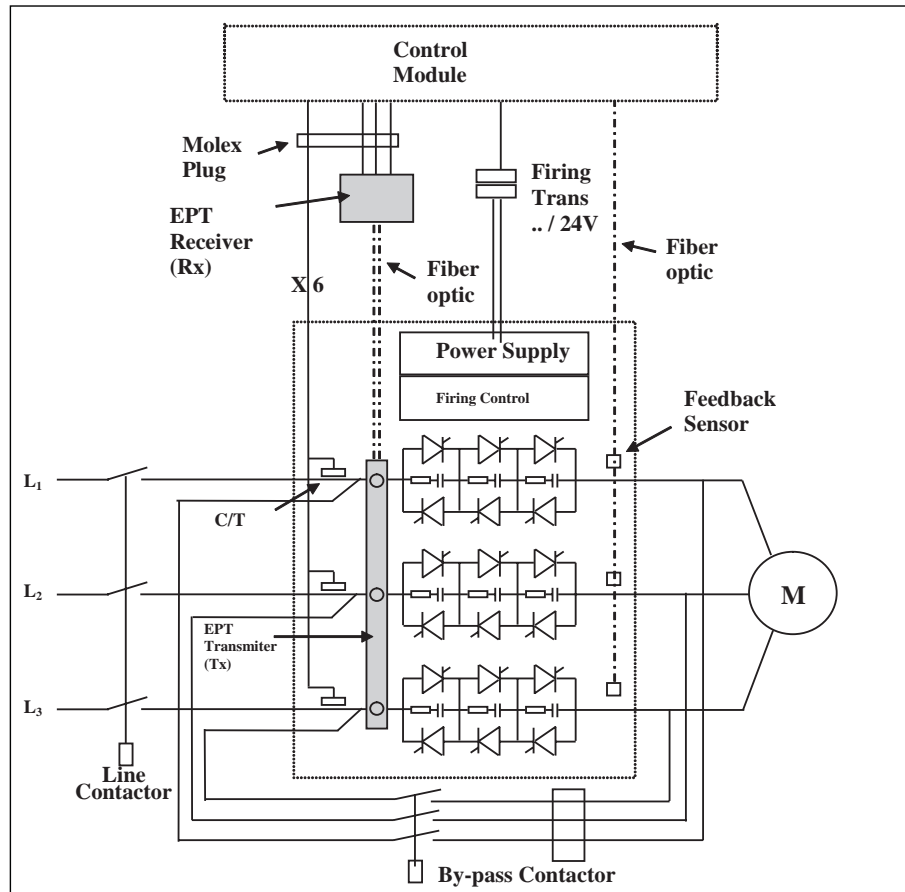 Control
Module
Molex
Plug
Firing
Trans
.. / 24V
EPT
Receiver
(Rx)
Fiber
optic
Fiber
optic
X 6
Power Supply
Firing Control
Feedback
Sensor
L1
C/T
L2
M
EPT
Transmiter
(Tx)
L3
Line
Contactor
By-pass Contactor